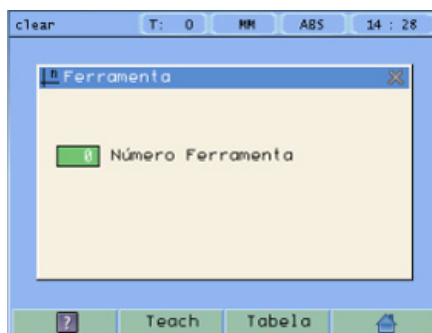 clear T: 0 MM ABS 14 : 28
n Ferramenta
0 Número Ferramenta
? Teach Tabela